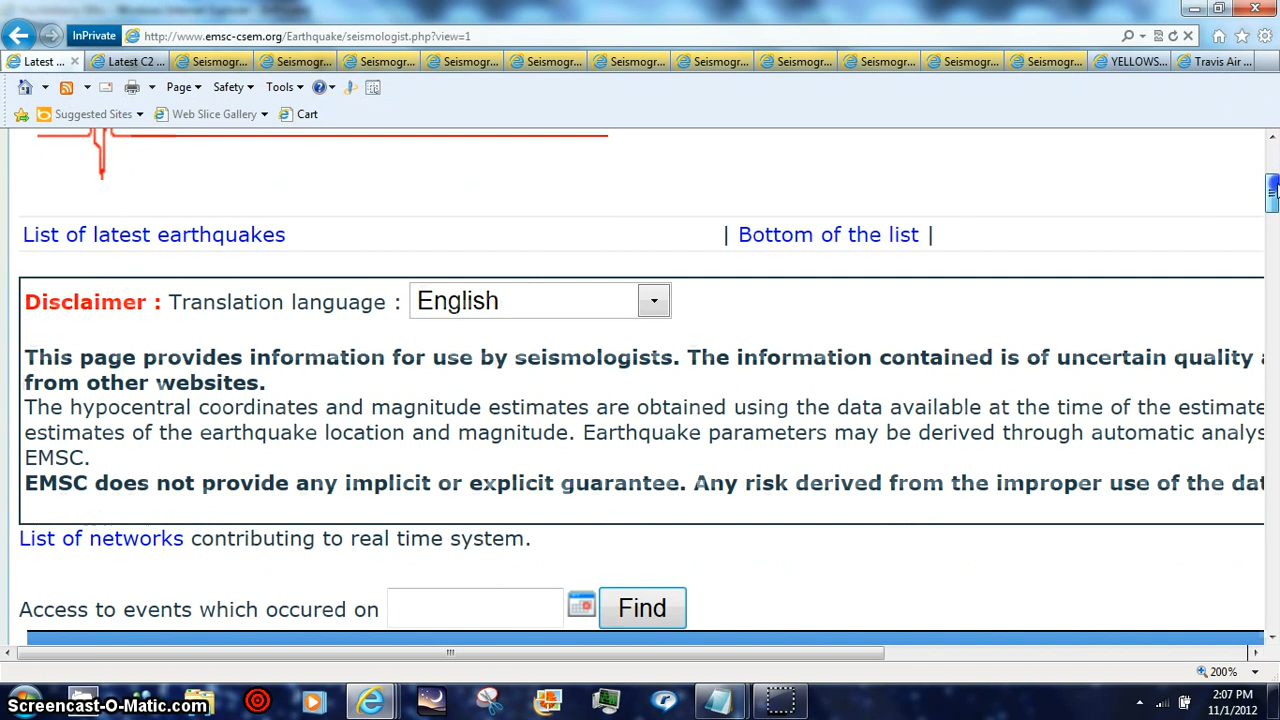 InPrivate http://www.emsc-csem.org/Earthquake/seismologist.php?view=1
Latest ... Latest C2 ... Seismogr... Seismogr... Seismogr... Seismogr... Seismogr... Seismogr... Seismogr... Seismogr... Seismogr... Seismogr... Seismogr... YELLOWS... Travis Air ...
Page Safety Tools
Suggested Sites Web Slice Gallery Cart
List of latest earthquakes | Bottom of the list |
Disclaimer : Translation language : English
This page provides information for use by seismologists. The information contained is of uncertain quality
from other websites.
The hypocentral coordinates and magnitude estimates are obtained using the data available at the time of the estimate
estimates of the earthquake location and magnitude. Earthquake parameters may be derived through automatic analys
EMSC.
EMSC does not provide any implicit or explicit guarantee. Any risk derived from the improper use of the dat
List of networks contributing to real time system.
Access to events which occured on Find
200%
2:07 PM
11/1/2012
Screencast-O-Matic.com